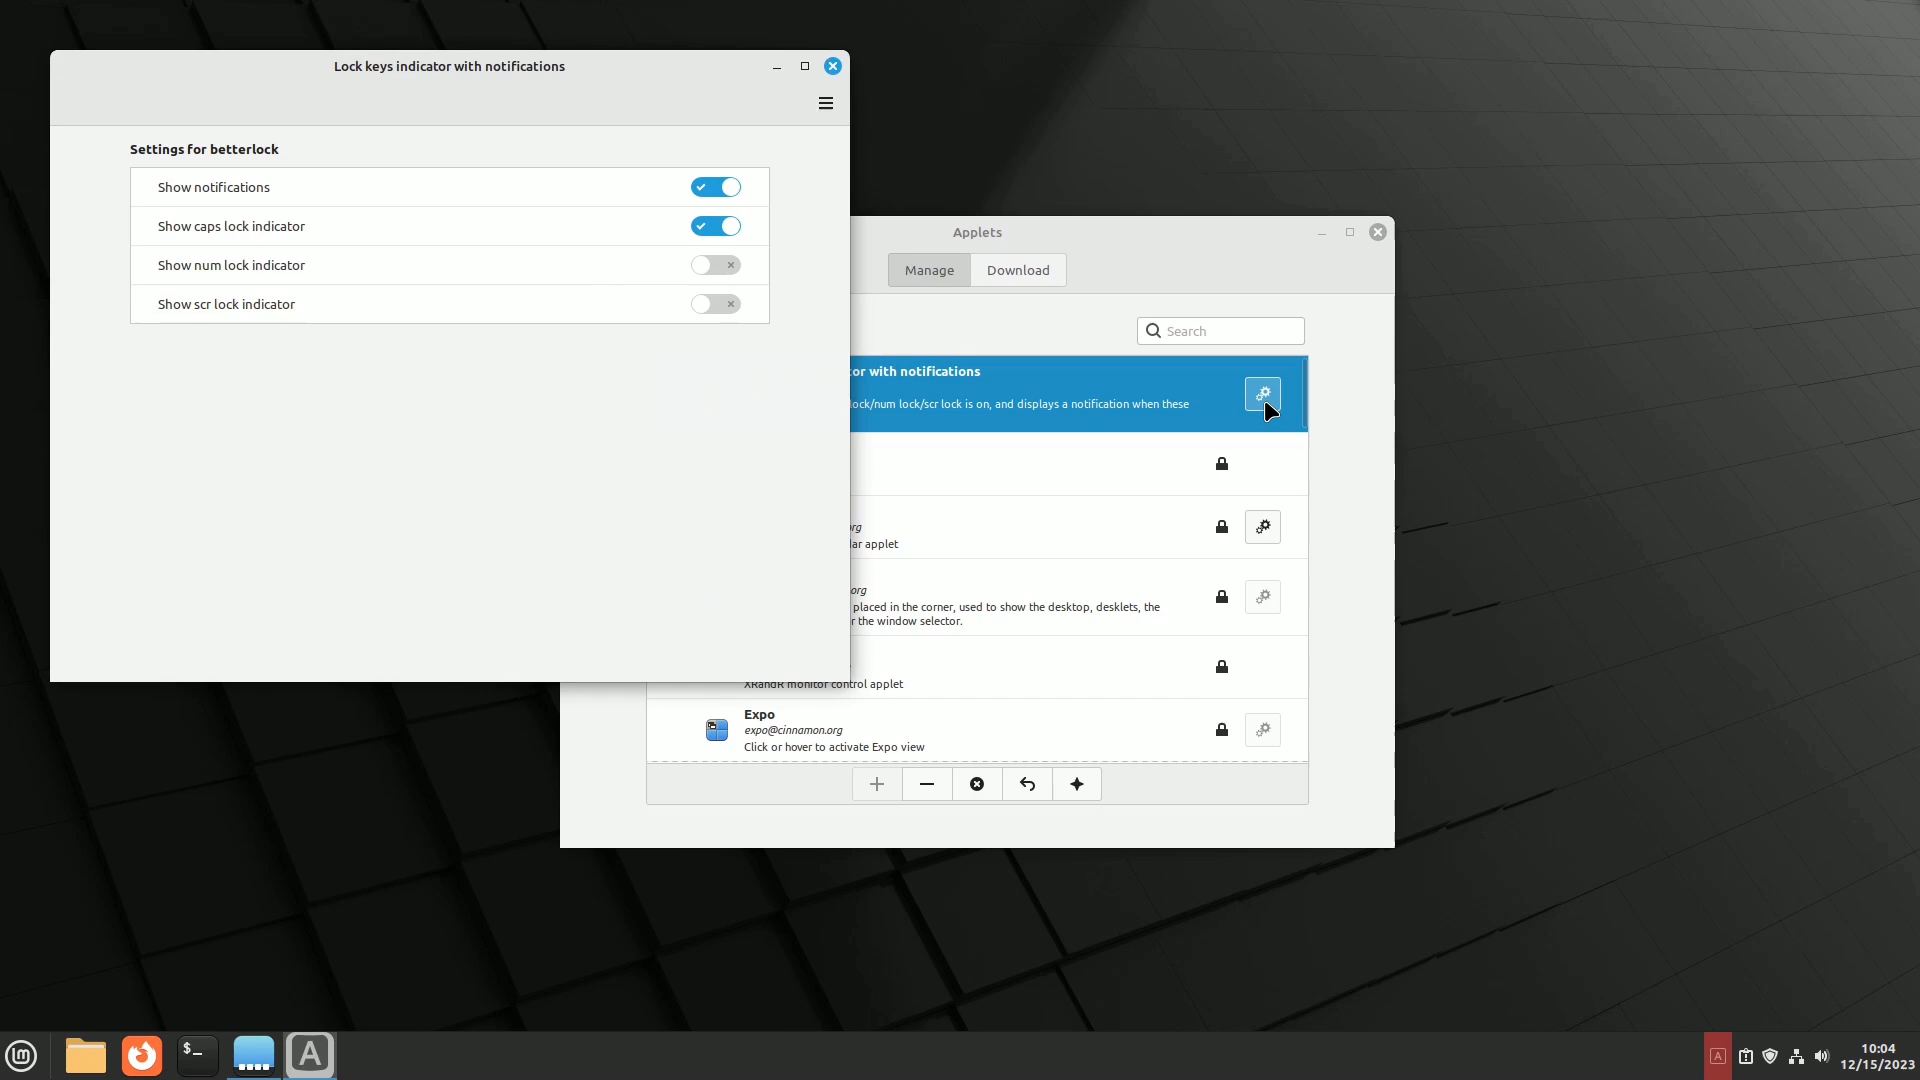 Lock keys indicator with notifications
Settings for betterlock
Show notifications
Show caps lock indicator
Show num lock indicator
Show scr lock indicator
Applets
Manage
Download
Search
or with notifications
lock/num lock/scr lock is on, and displays a notification when these
org
lar applet
org
placed in the corner, used to show the desktop, desklets, the
r the window selector.
XRandR monitor control applet
Expo
expo@cinnamon.org
Click or hover to activate Expo view
$_
A
A
10:04
12/15/2023